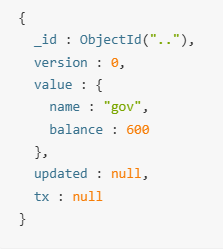 {
_id : ObjectId(".."),
version : 0,
value : {
name : "gov",
balance : 600
},
updated : null,
tx : null
}